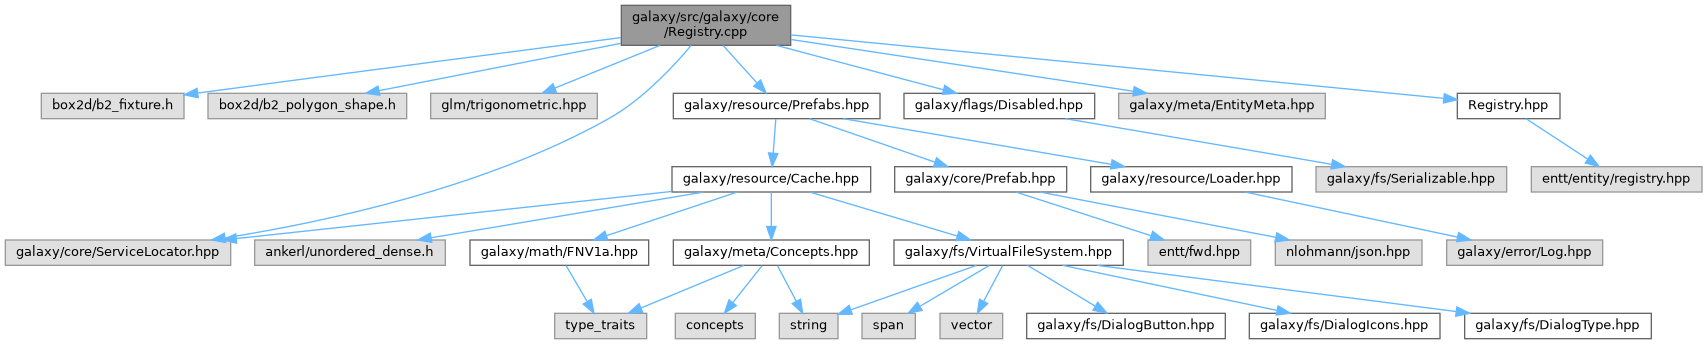 galaxy/src/galaxy/core
/Registry.cpp
box2d/b2_fixture.h
box2d/b2_polygon_shape.h
glm/trigonometric.hpp
galaxy/resource/Prefabs.hpp
galaxy/flags/Disabled.hpp
galaxy/meta/EntityMeta.hpp
Registry.hpp
galaxy/resource/Cache.hpp
galaxy/core/Prefab.hpp
galaxy/resource/Loader.hpp
galaxy/fs/Serializable.hpp
entt/entity/registry.hpp
galaxy/core/ServiceLocator.hpp
ankerl/unordered_dense.h
galaxy/math/FNV1a.hpp
galaxy/meta/Concepts.hpp
galaxy/fs/VirtualFileSystem.hpp
entt/fwd.hpp
nlohmann/json.hpp
galaxy/error/Log.hpp
type_traits
concepts
string
span
vector
galaxy/fs/DialogButton.hpp
galaxy/fs/DialogIcons.hpp
galaxy/fs/DialogType.hpp